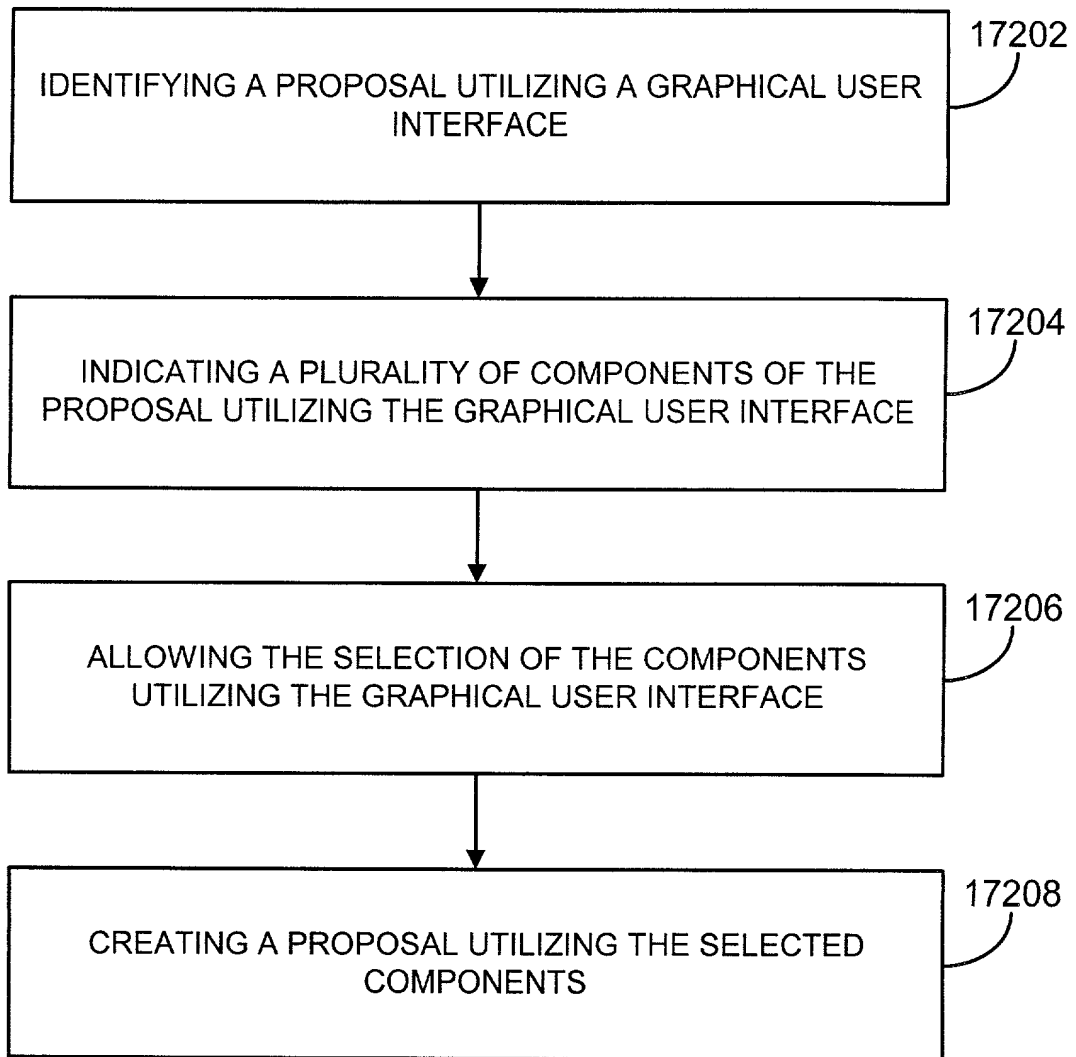 17202
IDENTIFYING A PROPOSAL UTILIZING A GRAPHICAL USER
INTERFACE
17204
INDICATING A PLURALITY OF COMPONENTS OF THE
PROPOSAL UTILIZING THE GRAPHICAL USER INTERFACE
17206
ALLOWING THE SELECTION OF THE COMPONENTS
UTILIZING THE GRAPHICAL USER INTERFACE
17208
CREATING A PROPOSAL UTILIZING THE SELECTED
COMPONENTS